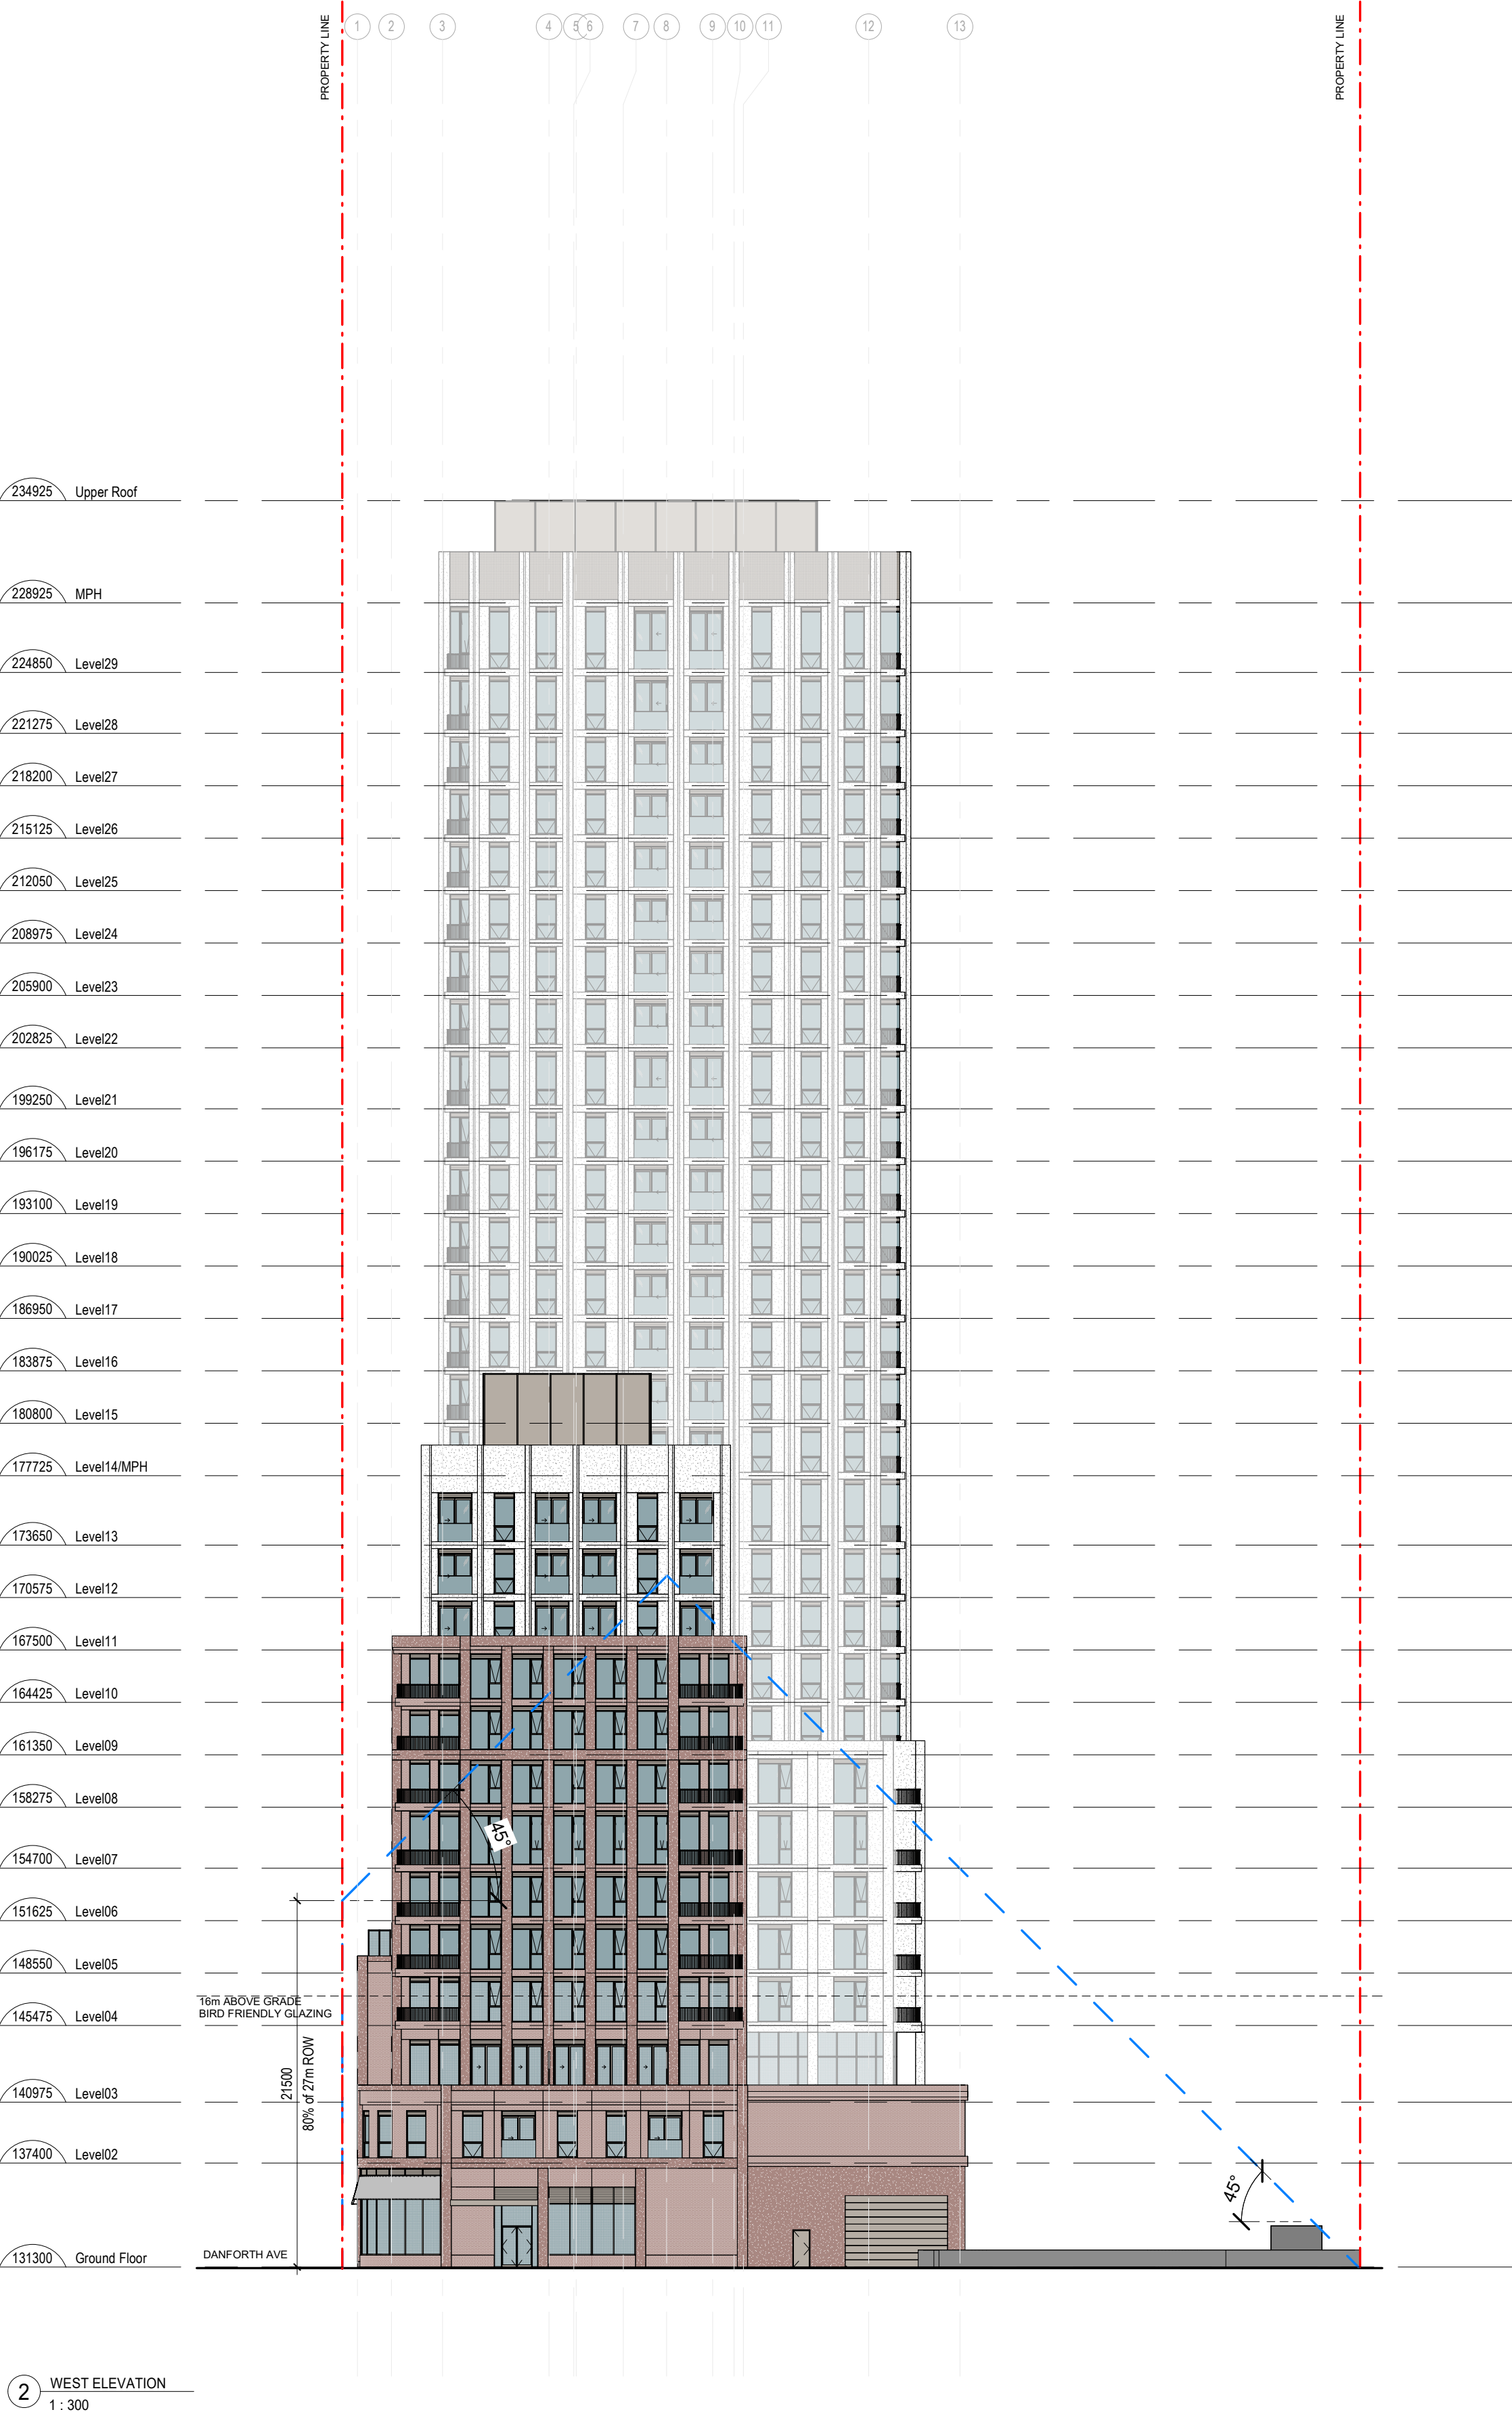 PROPERTY LINE
1
2
3
4
5
6
7
8
9
10
11
12
13
PROPERTY LINE
234925 Upper Roof
228925 MPH
224850 Level29
221275 Level28
218200 Level27
215125 Level26
212050 Level25
208975 Level24
205900 Level23
202825 Level22
199250 Level21
196175 Level20
193100 Level19
190025 Level18
186950 Level17
183875 Level16
180800 Level15
177725 Level14/MPH
173650 Level13
170575 Level12
167500 Level11
164425 Level10
161350 Level09
158275 Level08
45°
154700 Level07
151625 Level06
148550 Level05
16m ABOVE GRADE
BIRD FRIENDLY GLAZING
145475 Level04
21500
80% of 27m ROW
140975 Level03
137400 Level02
45°
DANFORTH AVE
131300 Ground Floor
2 WEST ELEVATION
1 : 300